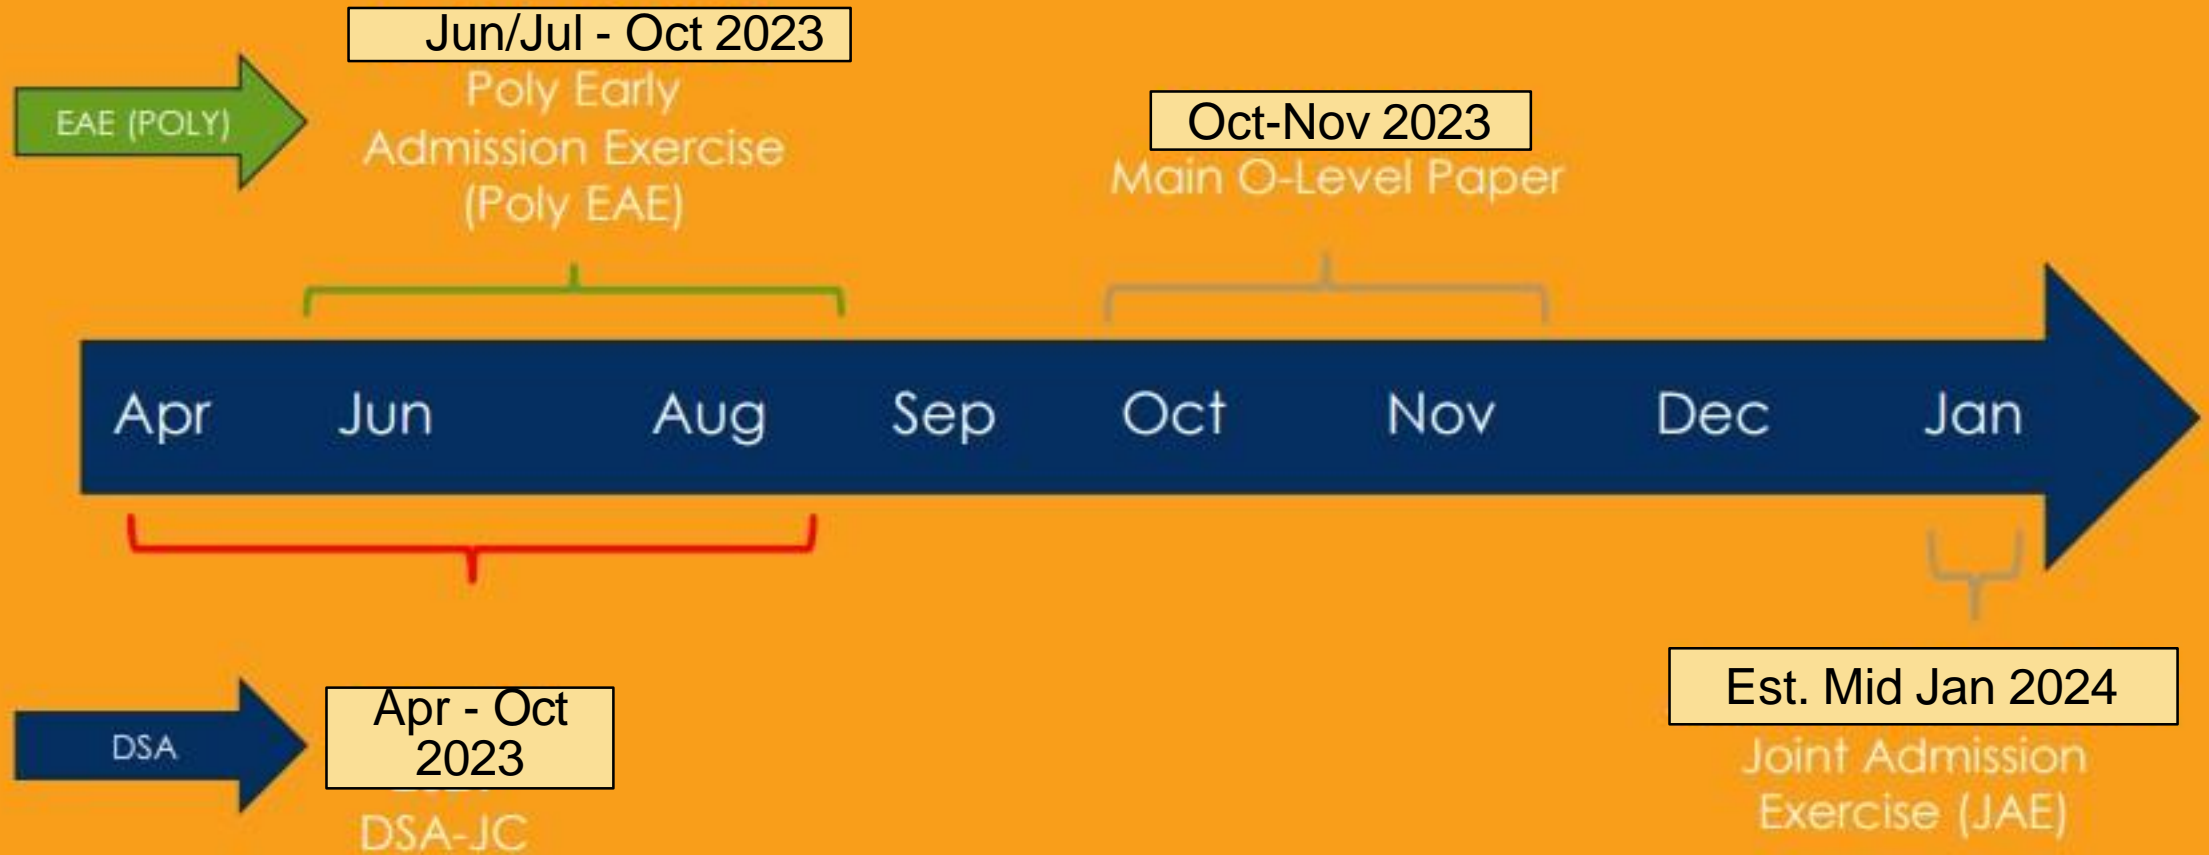 Jun/Jul - Oct 2023
EAE (POLY)
Poly Early
Admission Exercise
(Poly EAE)
Oct-Nov 2023
Main O-Level Paper
Apr Jun Aug Sep Oct Nov Dec Jan
DSA
Apr - Oct
2023
DSA-JC
Est. Mid Jan 2024
Joint Admission
Exercise (JAE)